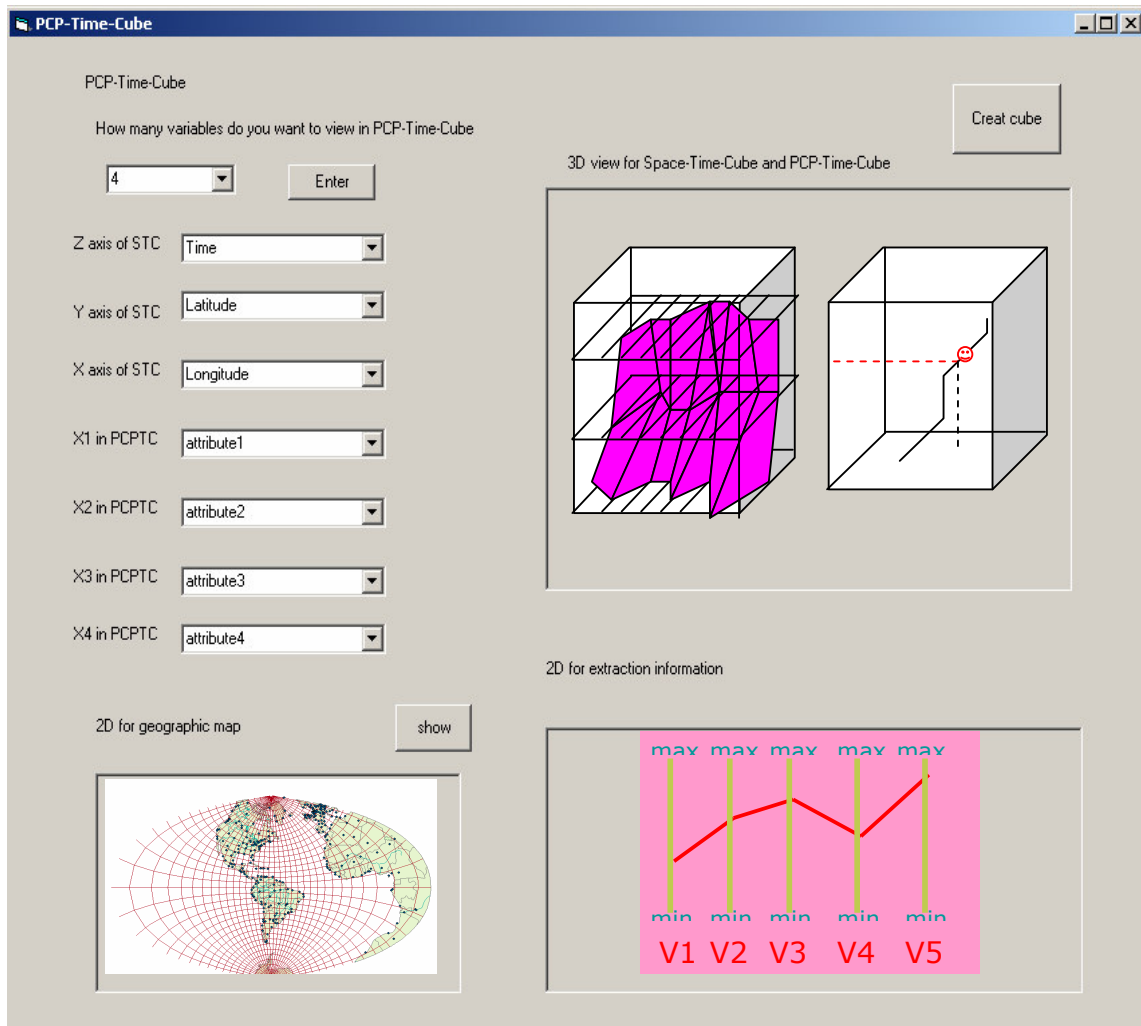 PCP-Time-Cube
PCP-Time-Cube
How many variables do you want to view in PCP-Time-Cube
4
Enter
Z axis of STC
Time
Y axis of STC
Latitude
X axis of STC
Longitude
X1 in PCPTC
attribute1
X2 in PCPTC
attribute2
X3 in PCPTC
attribute3
X4 in PCPTC
attribute4
2D for geographic map
show
Creat cube
3D view for Space-Time-Cube and PCP-Time-Cube
2D for extraction information
max max max max max
min min min min min
V1 V2 V3 V4 V5